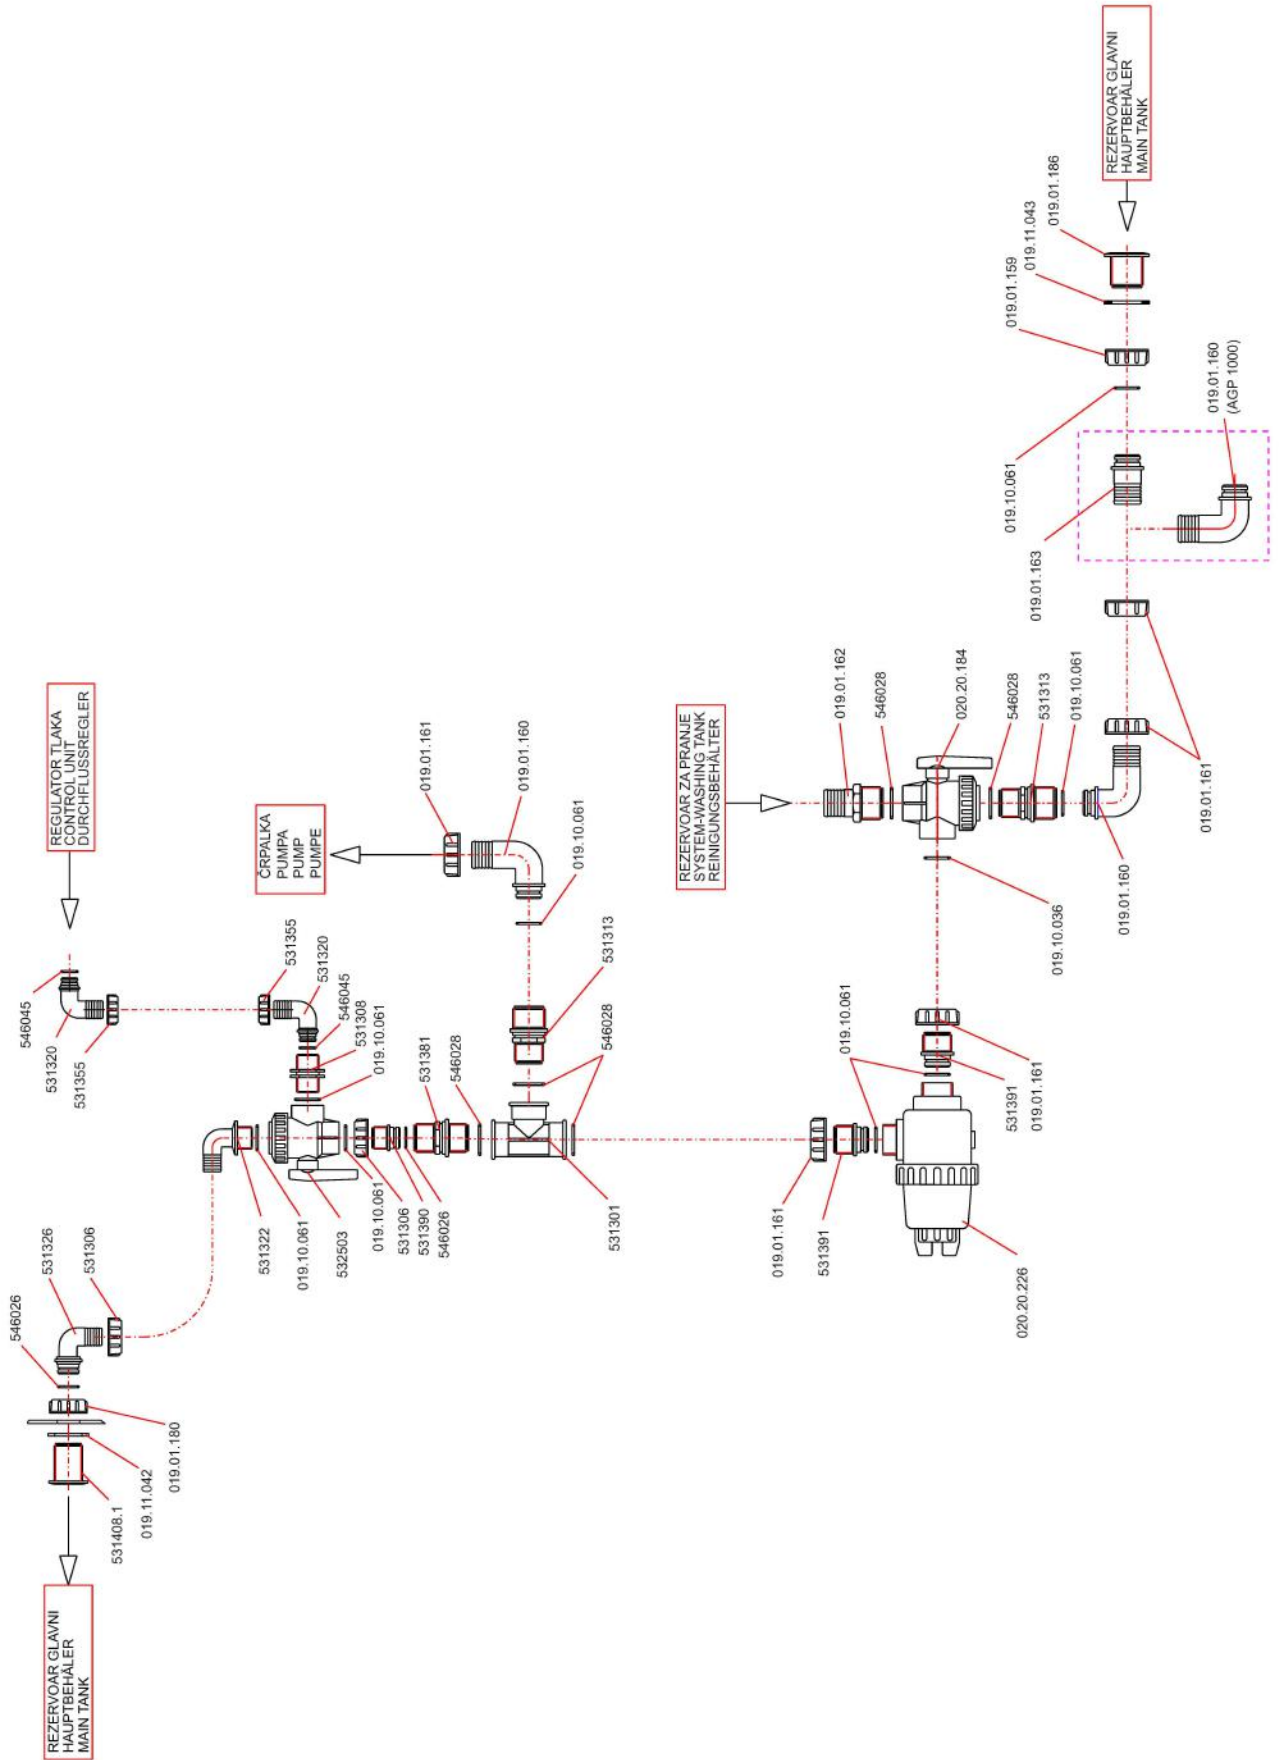 REZERVOAR GLAVNI
HAUPTBEHÄLER
MAIN TANK
531408.1
019.11.042
019.01.180
546026
531326
531306
REGULATOR TLAKA
CONTROL UNIT
DURCHFLUSSREGLER
546045
531320
531355
531355
531320
546045
531308
019.10.061
531322
019.10.061
532503
019.10.061
531306
531390
546026
531381
546028
ČRPALKA
PUMPA
PUMP
PUMPE
019.01.161
019.01.160
019.10.061
531313
546028
531301
019.01.161
531391
019.10.061
020.20.226
531391
019.01.161
019.10.036
REZERVOAR ZA PRANJE
SYSTEM-WASHING TANK
REINIGUNGSBEHÄLTER
019.01.162
546028
020.20.184
546028
531313
019.10.061
019.01.160
019.01.161
019.01.163
019.10.061
019.01.160
(AGP 1000)
019.01.159
019.11.043
019.01.186
REZERVOAR GLAVNI
HAUPTBEHÄLER
MAIN TANK